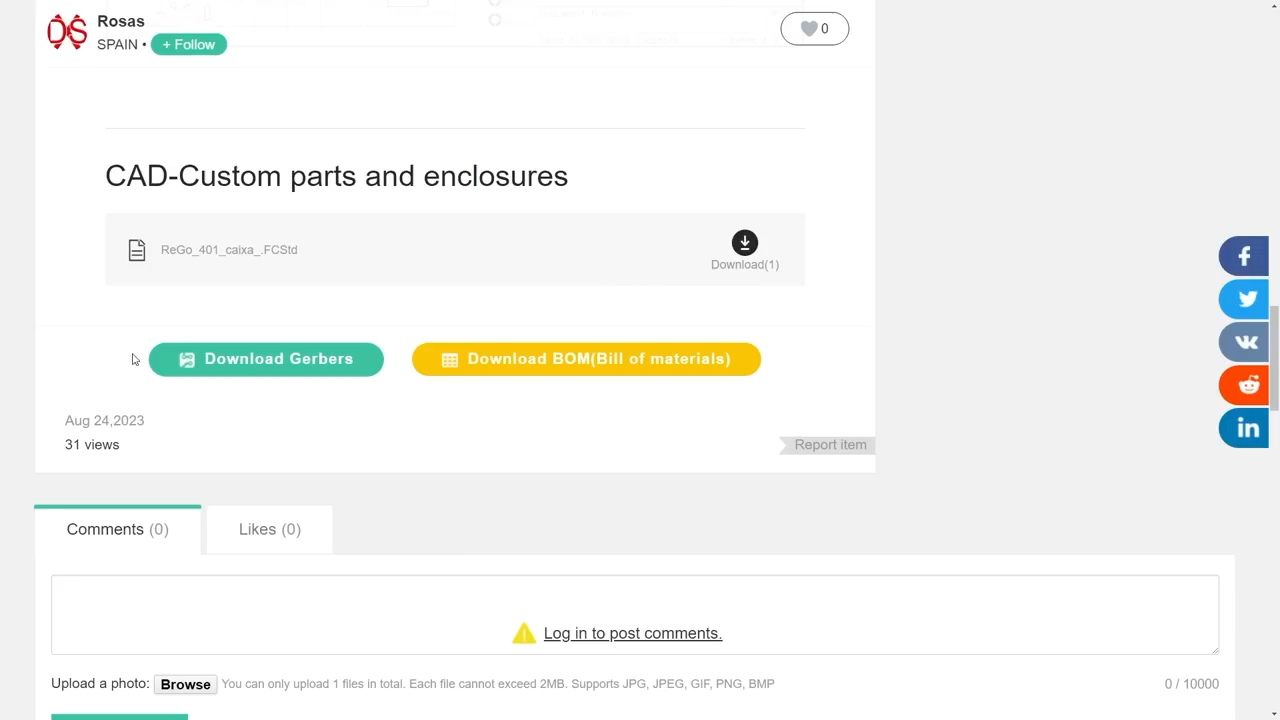 Rosas
SPAIN • + Follow
0
CAD-Custom parts and enclosures
ReGo_401_caixa_.FCStd
Download(1)
Download Gerbers
Download BOM(Bill of materials)
Aug 24,2023
31 views
Report item
Comments (0)
Likes (0)
Log in to post comments.
Upload a photo: Browse You can only upload 1 files in total. Each file cannot exceed 2MB. Supports JPG, JPEG, GIF, PNG, BMP
0 / 10000